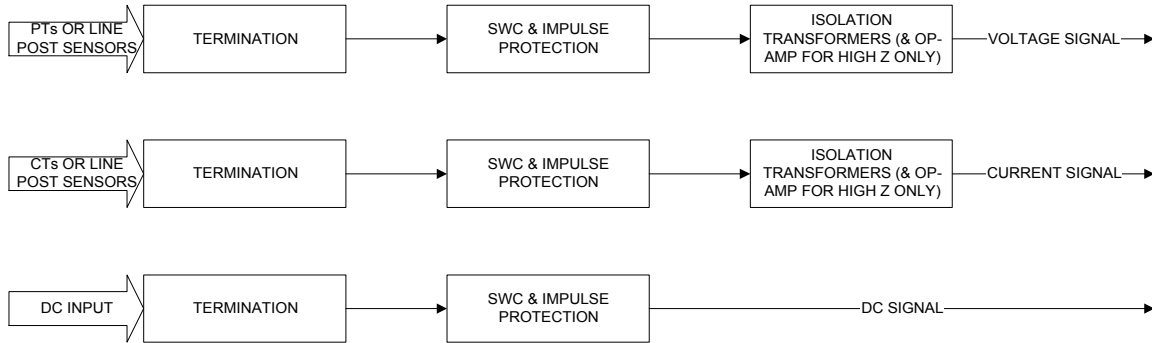 PTs OR LINE
POST SENSORS
TERMINATION
SWC & IMPULSE
PROTECTION
ISOLATION
TRANSFORMERS (& OP-
AMP FOR HIGH Z ONLY)
VOLTAGE SIGNAL
CTs OR LINE
POST SENSORS
TERMINATION
SWC & IMPULSE
PROTECTION
ISOLATION
TRANSFORMERS (& OP-
AMP FOR HIGH Z ONLY)
CURRENT SIGNAL
DC INPUT
TERMINATION
SWC & IMPULSE
PROTECTION
DC SIGNAL